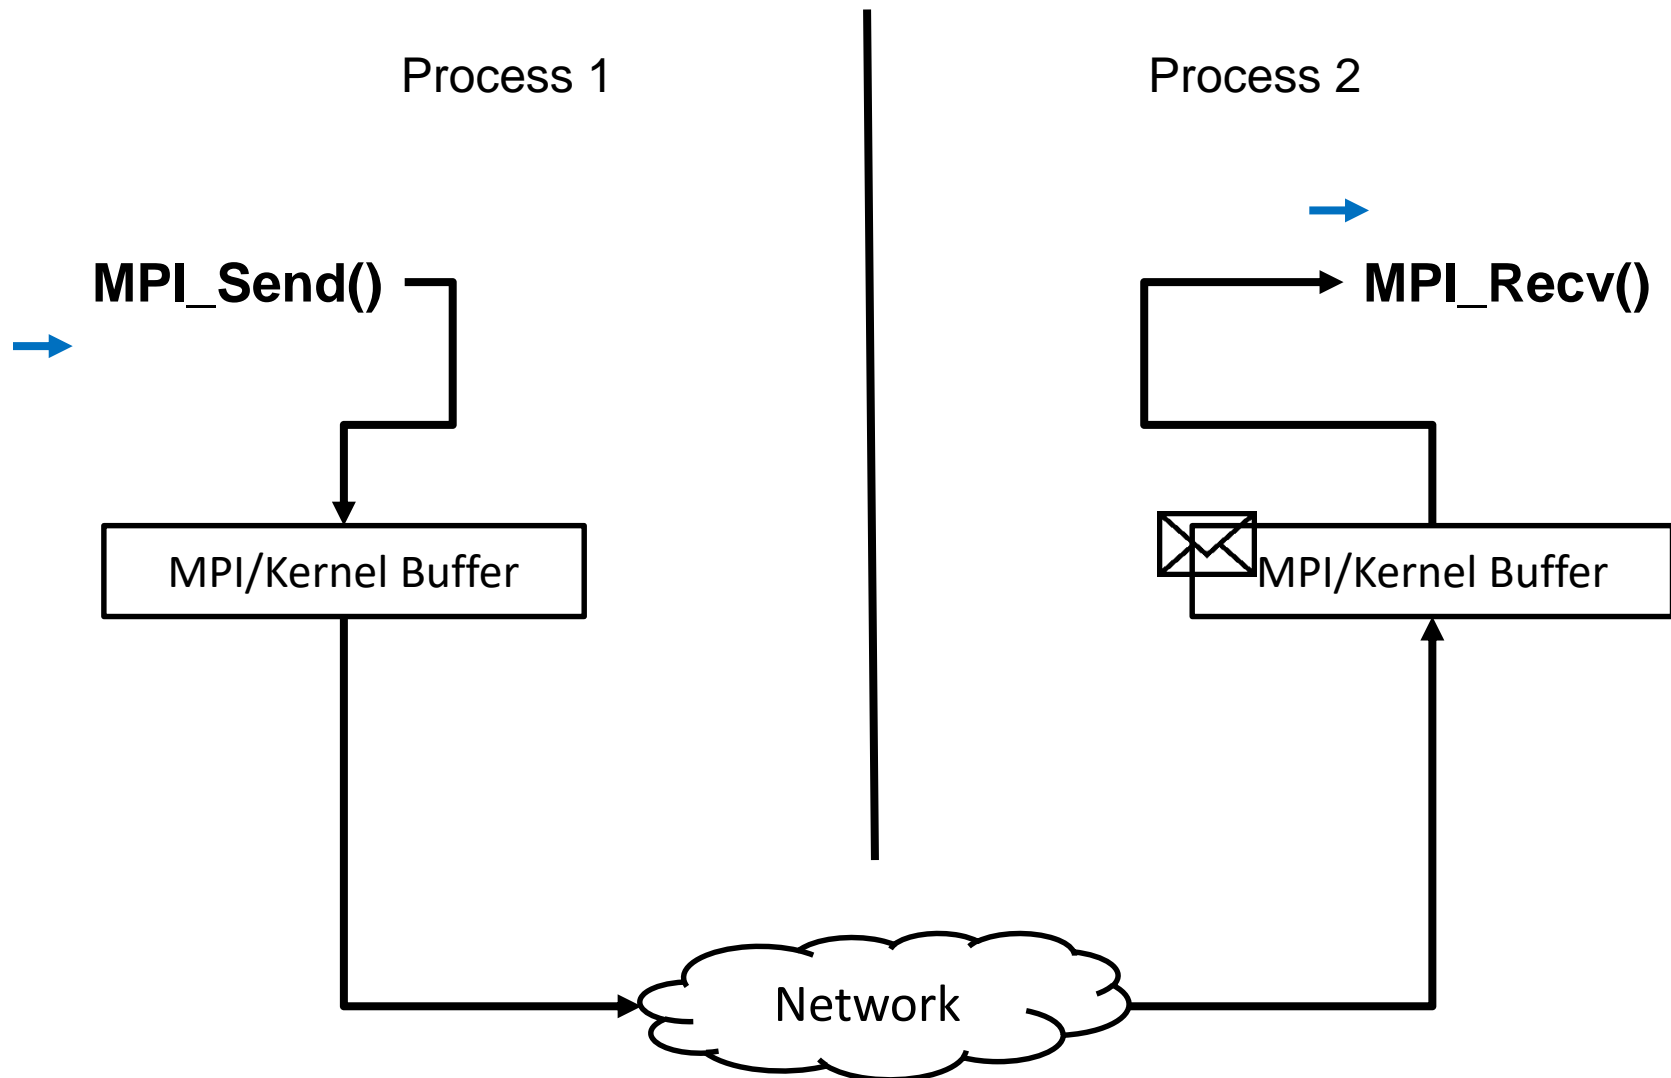 Process 1
Process 2
MPI_Send()
MPI_Recv()
MPI/Kernel Buffer
MPI/Kernel Buffer
Network